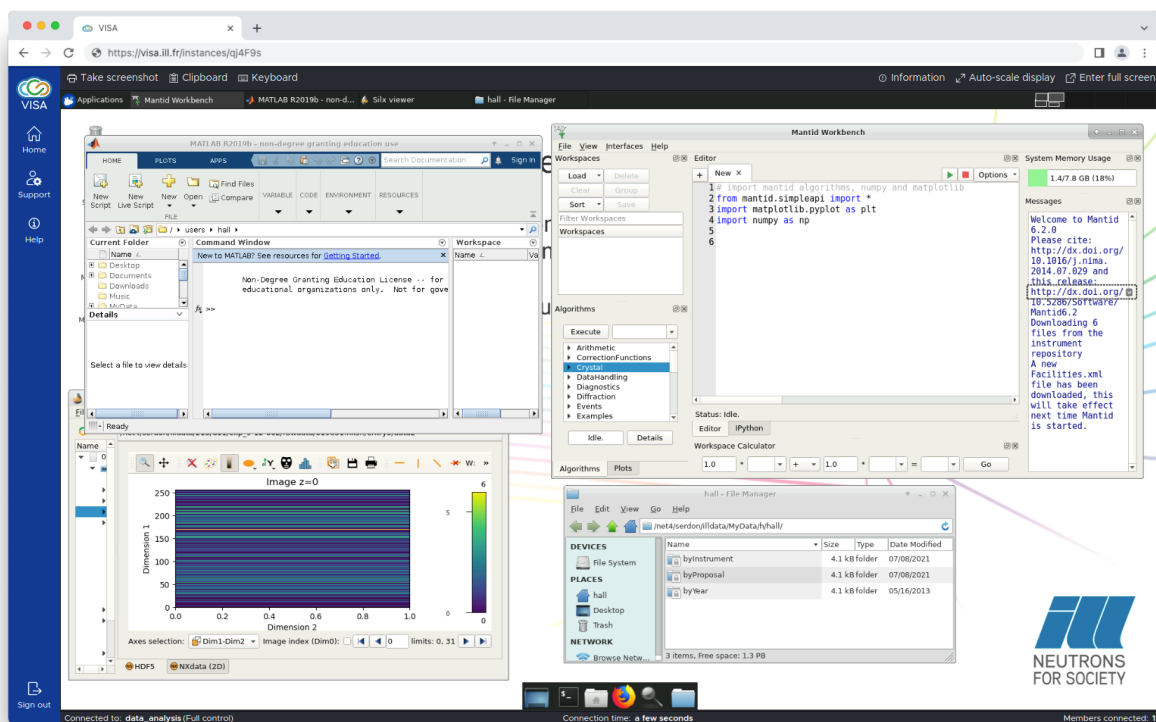 VISA
https://visa.ill.fr/instances/qj4F9s
VISA
Home
Support
Help
Sign out
Take screenshot Clipboard Keyboard
Information Auto-scale display Enter full screen
Applications Mantid Workbench MATLAB R2019b - non-d... Silx viewer hall - File Manager
MATLAB R2019b - non-degree granting education use
HOME PLOTS APPS Search Documentation Sign In
New Script
New Live Script
New
Open
Find Files
Compare
VARIABLE CODE ENVIRONMENT RESOURCES
FILE
/ users hall
Current Folder
Name
Desktop
Documents
Downloads
Music
MyData
Details
Select a file to view details
Command Window
New to MATLAB? See resources for Getting Started.
Non-Degree Granting Education License -- for
educational organizations only. Not for gove
fx >>
Workspace
Name Va
Ready
Name
Image z=0
W:
Dimension 1
250
200
150
100
50
0
0.0 0.2 0.4 0.6 0.8 1.0
Dimension 2
6
5
0
0
Axes selection: Dim1-Dim2 Image index (Dim0): 0 limits: 0, 31
HDF5 NXdata (2D)
Mantid Workbench
File View Interfaces Help
Workspaces
Load Delete
Clear Group
Sort Save
Filter Workspaces
Workspaces
Algorithms
Execute
Arithmetic
CorrectionFunctions
Crystal
DataHandling
Diagnostics
Diffraction
Events
Examples
Idle. Details
Algorithms Plots
Editor
New
Options
1 # import mantid algorithms, numpy and matplotlib
2 from mantid.simpleapi import *
3 import matplotlib.pyplot as plt
4 import numpy as np
5
6
Status: Idle.
Editor IPython
Workspace Calculator
1.0 * + 1.0 * = Go
System Memory Usage
1.4/7.8 GB (18%)
Messages
Welcome to Mantid
6.2.0
Please cite:
http://dx.doi.org/
10.1016/j.nima.
2014.07.029 and
this release:
http://dx.doi.org/
10.5286/Software/
Mantid6.2
Downloading 6
files from the
instrument
repository
A new
Facilities.xml
file has been
downloaded, this
will take effect
next time Mantid
is started.
hall - File Manager
File Edit View Go Help
/net4/serdon/illdata/MyData/h/hall/
DEVICES
File System
PLACES
hall
Desktop
Trash
NETWORK
Browse Netw...
Name Size Type Date Modified
byInstrument 4.1 kB folder 07/08/2021
byProposal 4.1 kB folder 07/08/2021
byYear 4.1 kB folder 05/16/2013
3 items, Free space: 1.3 PB
ill
NEUTRONS
FOR SOCIETY
Connected to: data_analysis (Full control)
Connection time: a few seconds
Members connected: 1